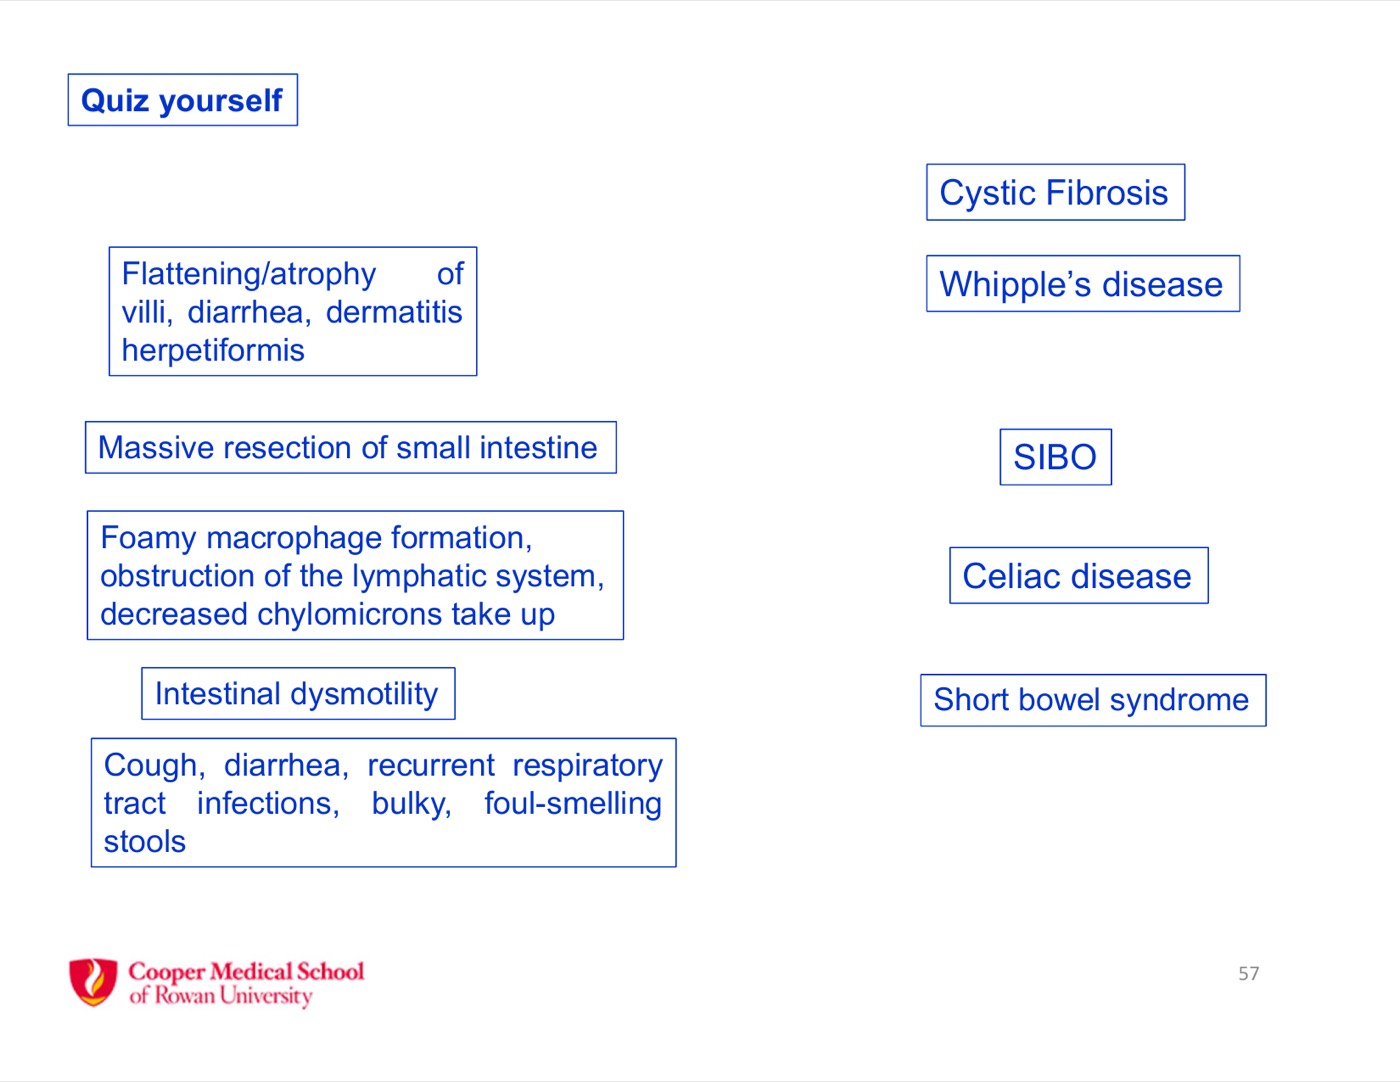 Quiz yourself
Cystic Fibrosis
Whipple’s disease
Flattening/atrophy of
villi, diarrhea, dermatitis
herpetiformis
Massive resection of small intestine
SIBO
Foamy macrophage formation,
obstruction of the lymphatic system,
decreased chylomicrons take up
Celiac disease
Intestinal dysmotility
Short bowel syndrome
Cough, diarrhea, recurrent respiratory
tract infections, bulky, foul-smelling
stools
Cooper Medical School
of Rowan University
57